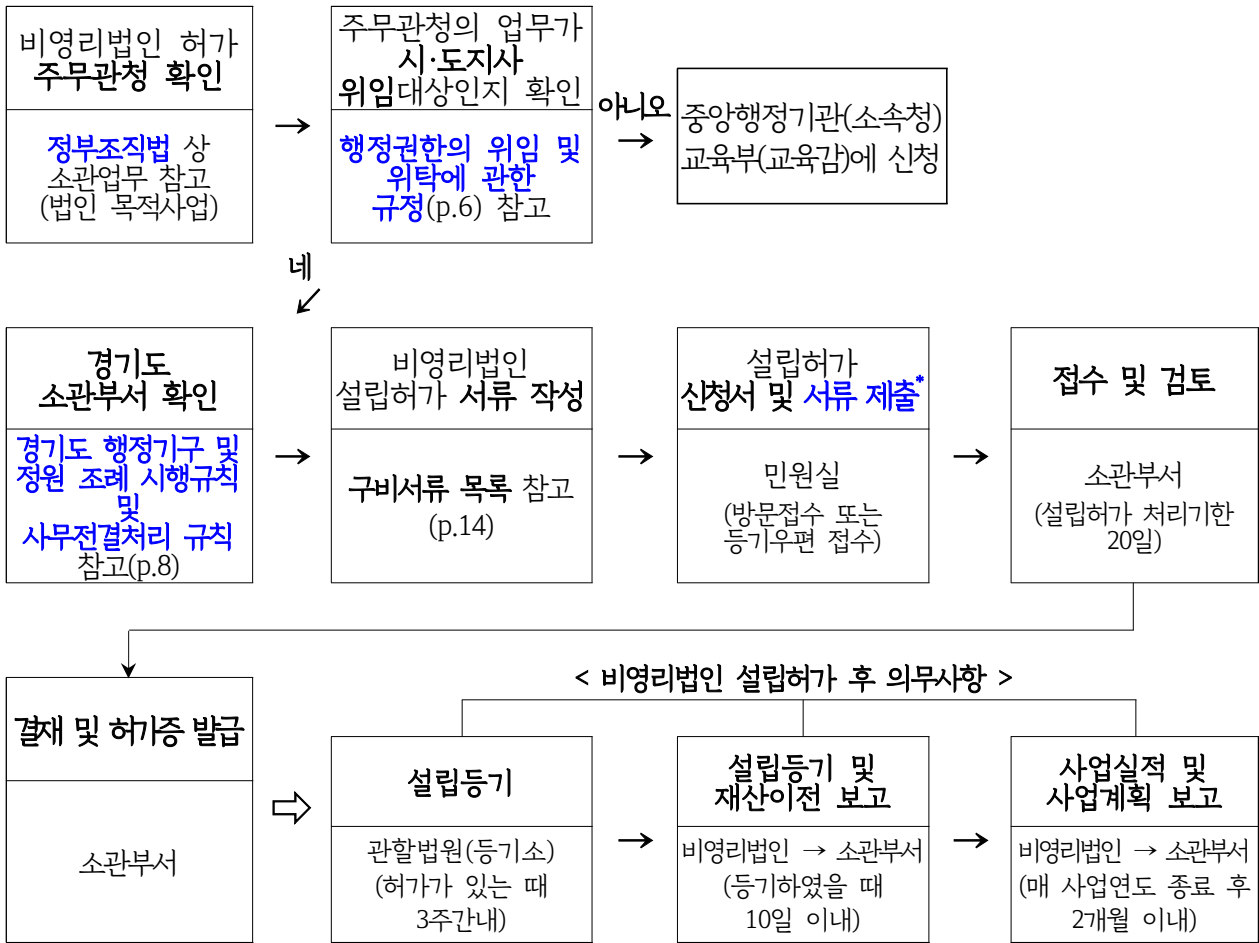 비영리법인 허가
주무관청 확인
정부조직법 상
소관업무 참고
(법인 목적사업)
→
주무관청의 업무가
시·도지사
위임대상인지 확인
행정권한의 위임 및
위탁에 관한
규정(p.6) 참고
아니오
→
중앙행정기관(소속청)
교육부(교육감)에 신청
네
↙
경기도
소관부서 확인
경기도 행정기구 및
정원 조례 시행규칙
및
사무전결처리 규칙
참고(p.8)
→
비영리법인
설립허가 서류 작성
구비서류 목록 참고
(p.14)
→
설립허가
신청서 및 서류 제출*
민원실
(방문접수 또는
등기우편 접수)
→
접수 및 검토
소관부서
(설립허가 처리기한
20일)
결재 및 허가증 발급
소관부서
⇨
< 비영리법인 설립허가 후 의무사항 >
설립등기
관할법원(등기소)
(허가가 있는 때
3주간내)
→
설립등기 및
재산이전 보고
비영리법인 → 소관부서
(등기하였을 때
10일 이내)
→
사업실적 및
사업계획 보고
비영리법인 → 소관부서
(매 사업연도 종료 후
2개월 이내)